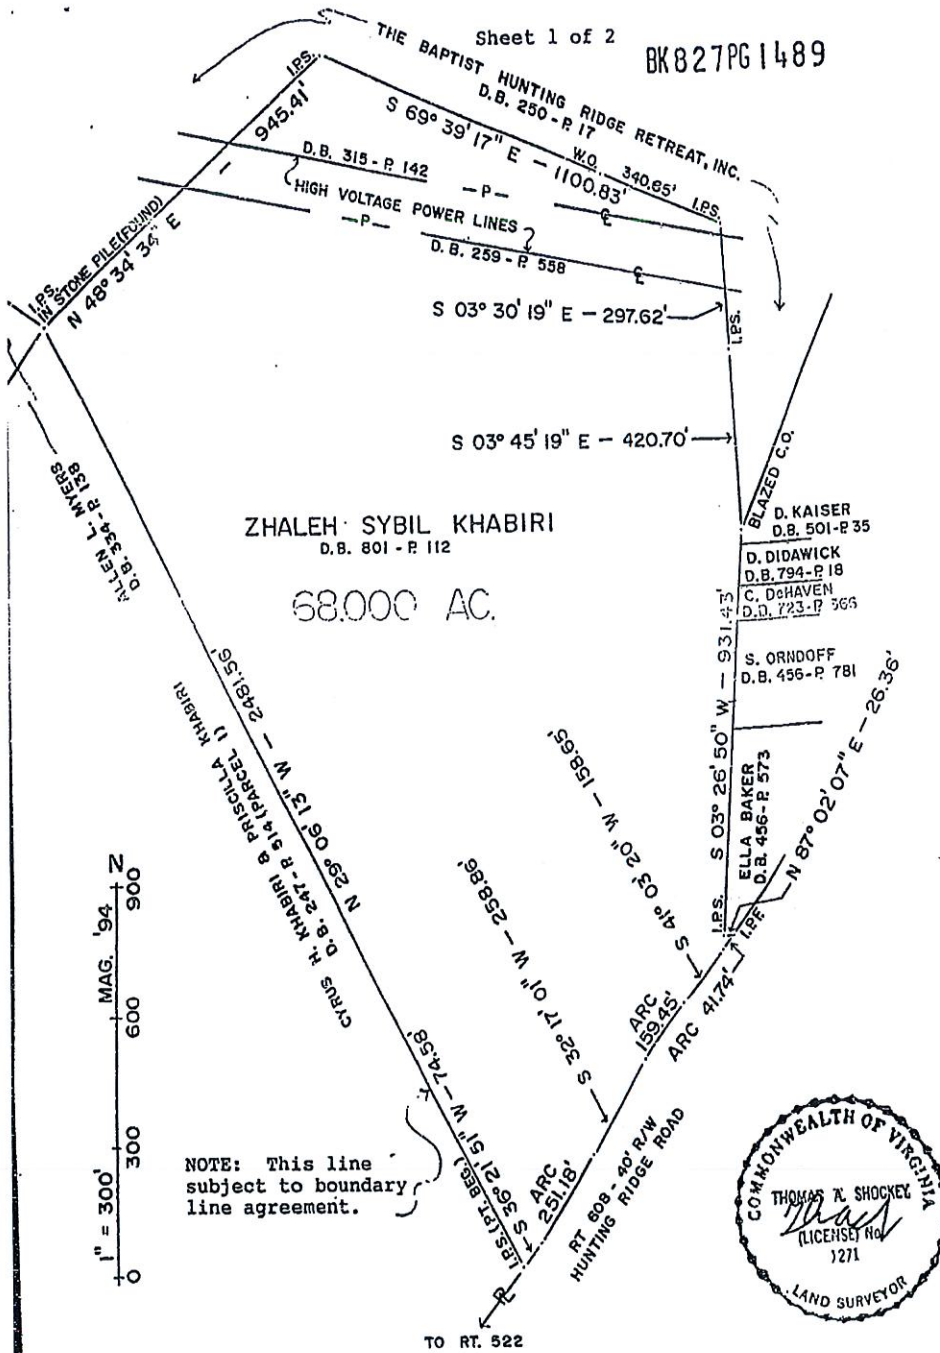 Sheet 1 of 2
BK827PG1489
THE BAPTIST HUNTING RIDGE RETREAT, INC.
D.B. 250 - P. 17
I.P.S.
S 69° 39' 17" E - 1100.83'
W.O. 340.65'
I.P.S.
945.41'
N 48° 34' 34" E
D.B. 315 - P. 142
HIGH VOLTAGE POWER LINES
-P-
-P-
D.B. 259 - P. 558
I.P.S.
IN STONE PILE (FOUND)
S 03° 30' 19" E - 297.62'
I.P.S.
S 03° 45' 19" E - 420.70'
BLAZED C.O.
ALLEN L. MYERS
D.B. 334 - P. 138
ZHALEH SYBIL KHABIRI
D.B. 801 - P. 112
68.000 AC.
D. KAISER
D.B. 501 - P. 35
D. DIDAWICK
D.B. 794 - P. 18
C. DeHAVEN
D.B. 723 - P. 566
S. ORNDOFF
D.B. 456 - P. 781
S 03° 26' 50" W - 931.43'
ELLA BAKER
D.B. 456 - P. 573
N 87° 02' 07" E - 26.36'
I.P.S.
I.P.F.
CYRUS H. KHABIRI & PRISCILLA KHABIRI
D.B. 247 - P. 514 (PARCEL 1)
N 29° 06' 13" W - 2481.56'
S 41° 03' 20" W - 158.65'
S 32° 17' 01" W - 258.86'
S 36° 21' 51" W - 74.58'
ARC
159.45'
ARC 41.74'
ARC
251.18'
I.P.S. (PT. BEG.)
RT 608 - 40' R/W
HUNTING RIDGE ROAD
TO RT. 522
NOTE: This line
subject to boundary
line agreement.
N
MAG. '94
1" = 300'
0
300
600
900
COMMONWEALTH OF VIRGINIA
THOMAS A. SHOCKEY
(LICENSE) No.
1271
LAND SURVEYOR